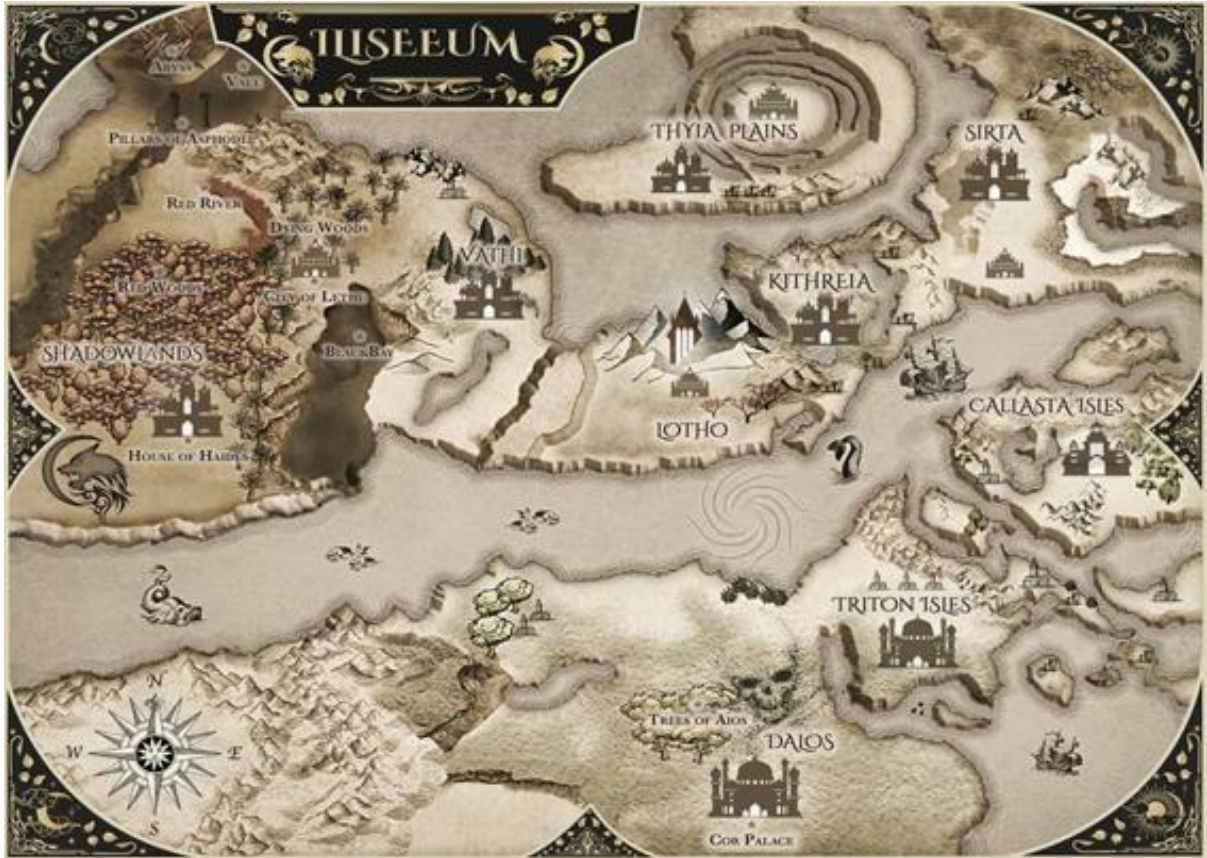 ILISEEUM
ABYSS
VALE
PILLARS OF ASPHODEL
THYIA PLAINS
SIRTA
RED RIVER
DYING WOODS
VATHI
KITHREIA
RED WOODS
CITY OF LETHE
SHADOWLANDS
BLACK BAY
CALLASTA ISLES
LOTHO
HOUSE OF HAIDES
TRITON ISLES
N
W
E
S
TREES OF AIOS
DALOS
COR PALACE